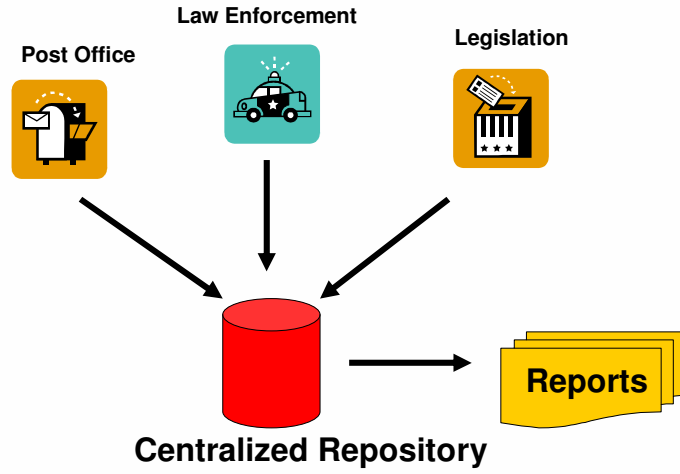 Law Enforcement
Legislation
Post Office
Reports
Centralized Repository